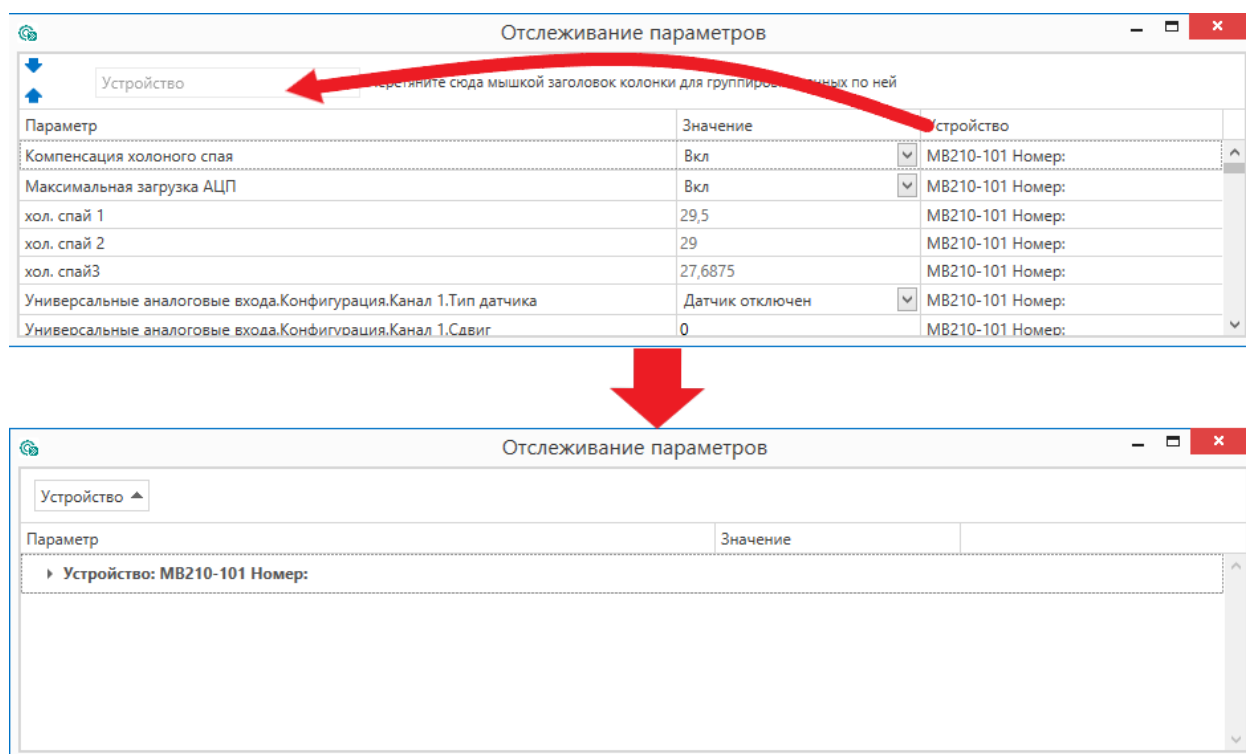 Отслеживание параметров
Устройство
сюда мышкой заголовок колонки для по ней
Параметр Значение Устройство
Компенсация холоного спая Вкл МВ210-101 Номер:
Максимальная загрузка АЦП Вкл МВ210-101 Номер:
хол. спай 1 29,5 МВ210-101 Номер:
хол. спай 2 29 МВ210-101 Номер:
хол. спай3 27,6875 МВ210-101 Номер:
Универсальные аналоговые входа.Конфигурация.Канал 1.Тип датчика Датчик отключен МВ210-101 Номер:
Универсальные аналоговые входа.Конфигурация.Канал 1.Сдвиг 0 МВ210-101 Номер:
Отслеживание параметров
Устройство
Параметр Значение
Устройство: МВ210-101 Номер: